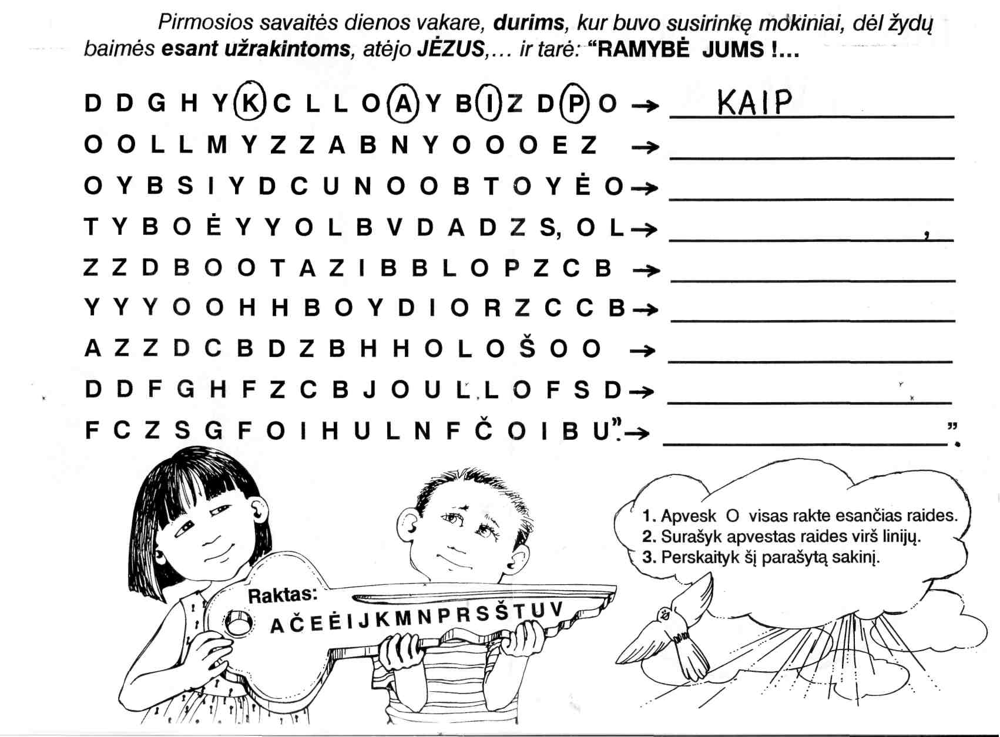 Pirmosios savaitės dienos vakare, durims, kur buvo susirinkę mokiniai, dėl žydų
baimės esant užrakintoms, atėjo JĖZUS,... ir tarė: “RAMYBĖ JUMS !...
D D G H Y K C L L O A Y B I Z D P O → KAIP
O O L L M Y Z Z A B N Y O O O E Z →
O Y B S I Y D C U N O O B T O Y Ė O →
T Y B O Ė Y Y O L B V D A D Z S, O L → ,
Z Z D B O O T A Z I B B L O P Z C B →
Y Y Y O O H H B O Y D I O R Z C C B →
A Z Z D C B D Z B H H O L O Š O O →
D D F G H F Z C B J O U L L O F S D →
F C Z S G F O I H U L N F Č O I B U”. → ”.
1. Apvesk O visas rakte esančias raides.
2. Surašyk apvestas raides virš linijų.
3. Perskaityk šį parašytą sakinį.
Raktas:
A Č E Ė I J K M N P R S Š T U V